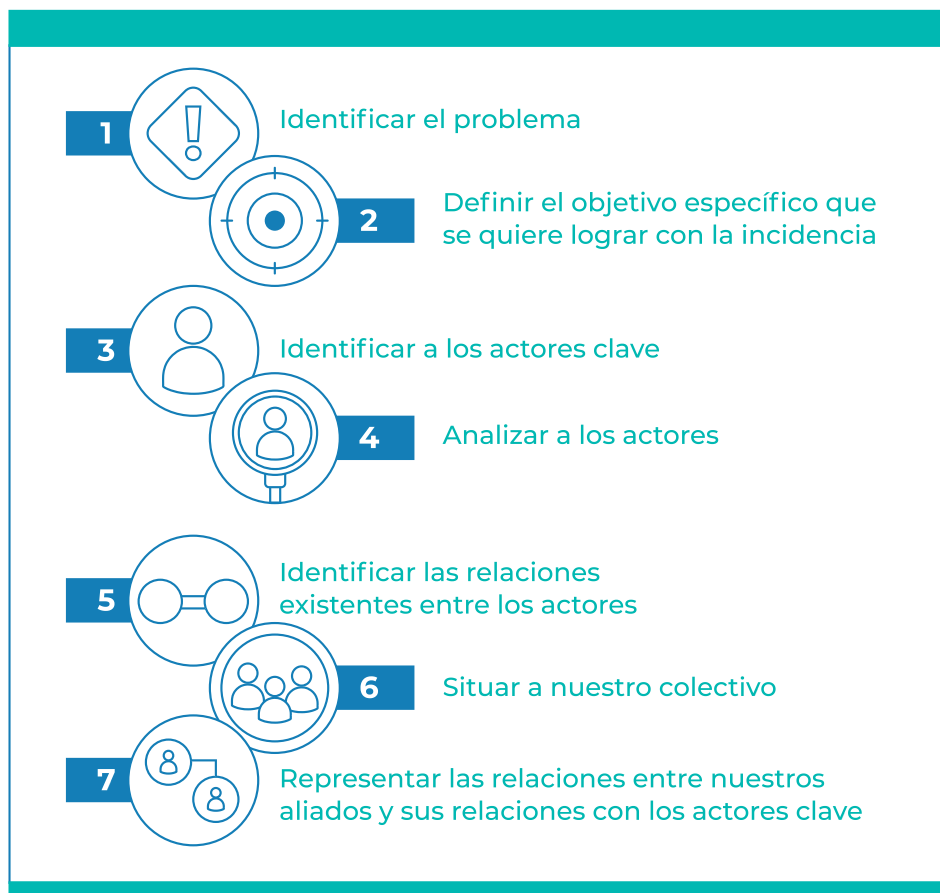 1
Identificar el problema
2
Definir el objetivo específico que
se quiere lograr con la incidencia
3
Identificar a los actores clave
4
Analizar a los actores
5
Identificar las relaciones
existentes entre los actores
6
Situar a nuestro colectivo
7
Representar las relaciones entre nuestros
aliados y sus relaciones con los actores clave